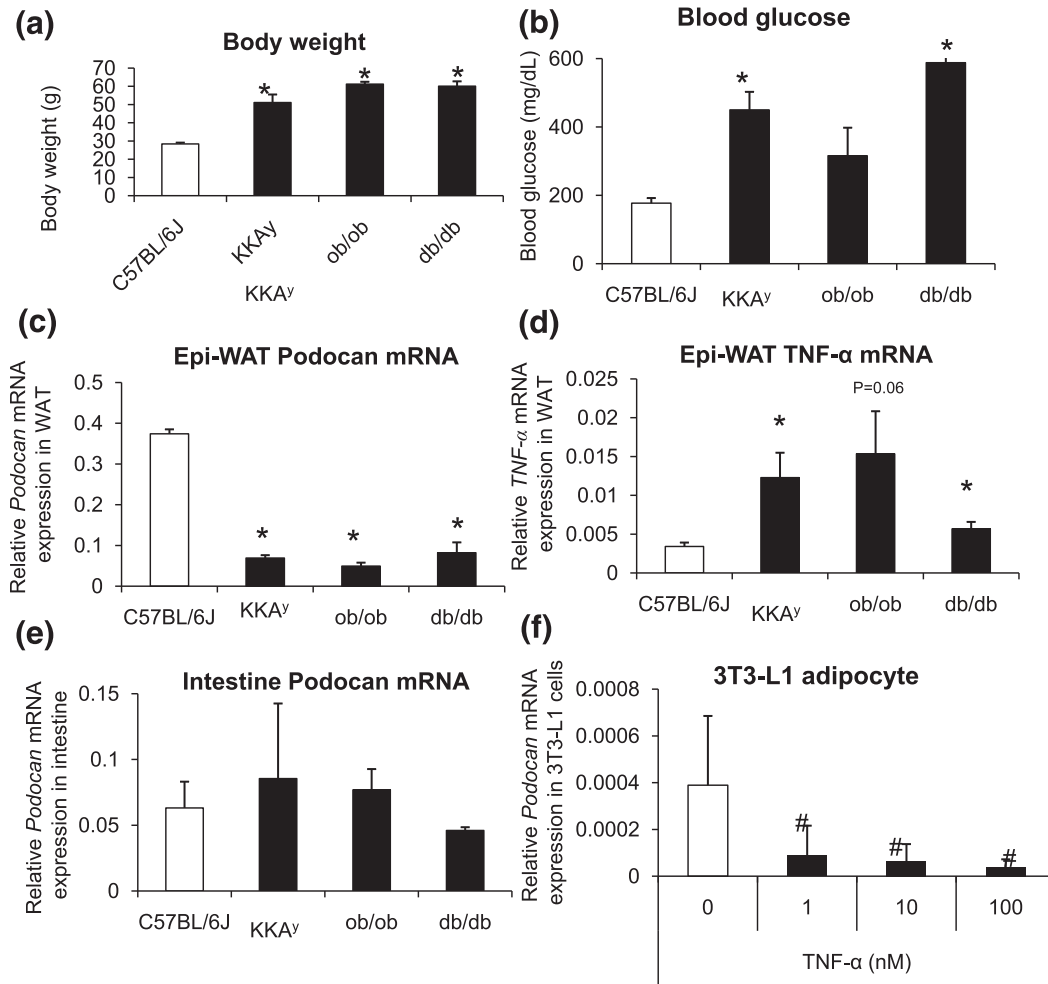 (a)
Body weight
Body weight (g)
70
60
50
40
30
20
10
0
*
*
*
C57BL/6J
KKAy
ob/ob
db/db
KKAʸ
(b)
Blood glucose
Blood glucose (mg/dL)
600
400
200
0
*
*
C57BL/6J
KKAʸ
ob/ob
db/db
(c)
Epi-WAT Podocan mRNA
Relative Podocan mRNA
expression in WAT
0.5
0.4
0.3
0.2
0.1
0
*
*
*
C57BL/6J
KKAʸ
ob/ob
db/db
(d)
Epi-WAT TNF-α mRNA
Relative TNF-α mRNA
expression in WAT
0.025
0.02
0.015
0.01
0.005
0
*
P=0.06
*
C57BL/6J
KKAʸ
ob/ob
db/db
(e)
Intestine Podocan mRNA
Relative Podocan mRNA
expression in intestine
0.15
0.1
0.05
0
C57BL/6J
KKAʸ
ob/ob
db/db
(f)
3T3-L1 adipocyte
Relative Podocan mRNA
expression in 3T3-L1 cells
0.0008
0.0006
0.0004
0.0002
0
#
#
#
0
1
10
100
TNF-α (nM)